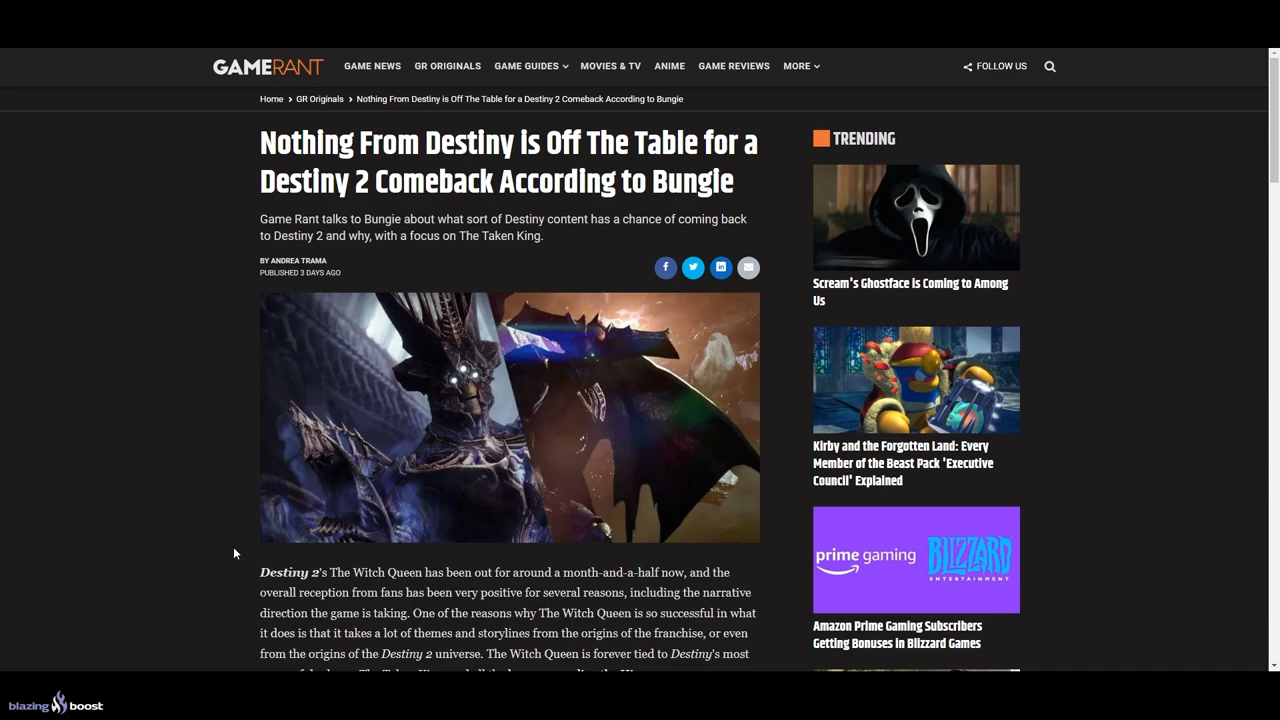 GAMERANT
GAME NEWS
GR ORIGINALS
GAME GUIDES
MOVIES & TV
ANIME
GAME REVIEWS
MORE
FOLLOW US
Home > GR Originals > Nothing From Destiny is Off The Table for a Destiny 2 Comeback According to Bungie
Nothing From Destiny is Off The Table for a
Destiny 2 Comeback According to Bungie
Game Rant talks to Bungie about what sort of Destiny content has a chance of coming back
to Destiny 2 and why, with a focus on The Taken King.
BY ANDREA TRAMA
PUBLISHED 3 DAYS AGO
Destiny 2's The Witch Queen has been out for around a month-and-a-half now, and the
overall reception from fans has been very positive for several reasons, including the narrative
direction the game is taking. One of the reasons why The Witch Queen is so successful in what
it does is that it takes a lot of themes and storylines from the origins of the franchise, or even
from the origins of the Destiny 2 universe. The Witch Queen is forever tied to Destiny's most
TRENDING
Scream's Ghostface is Coming to Among
Us
Kirby and the Forgotten Land: Every
Member of the Beast Pack 'Executive
Council' Explained
prime gaming
BLIZZARD
ENTERTAINMENT
Amazon Prime Gaming Subscribers
Getting Bonuses in Blizzard Games
blazing boost